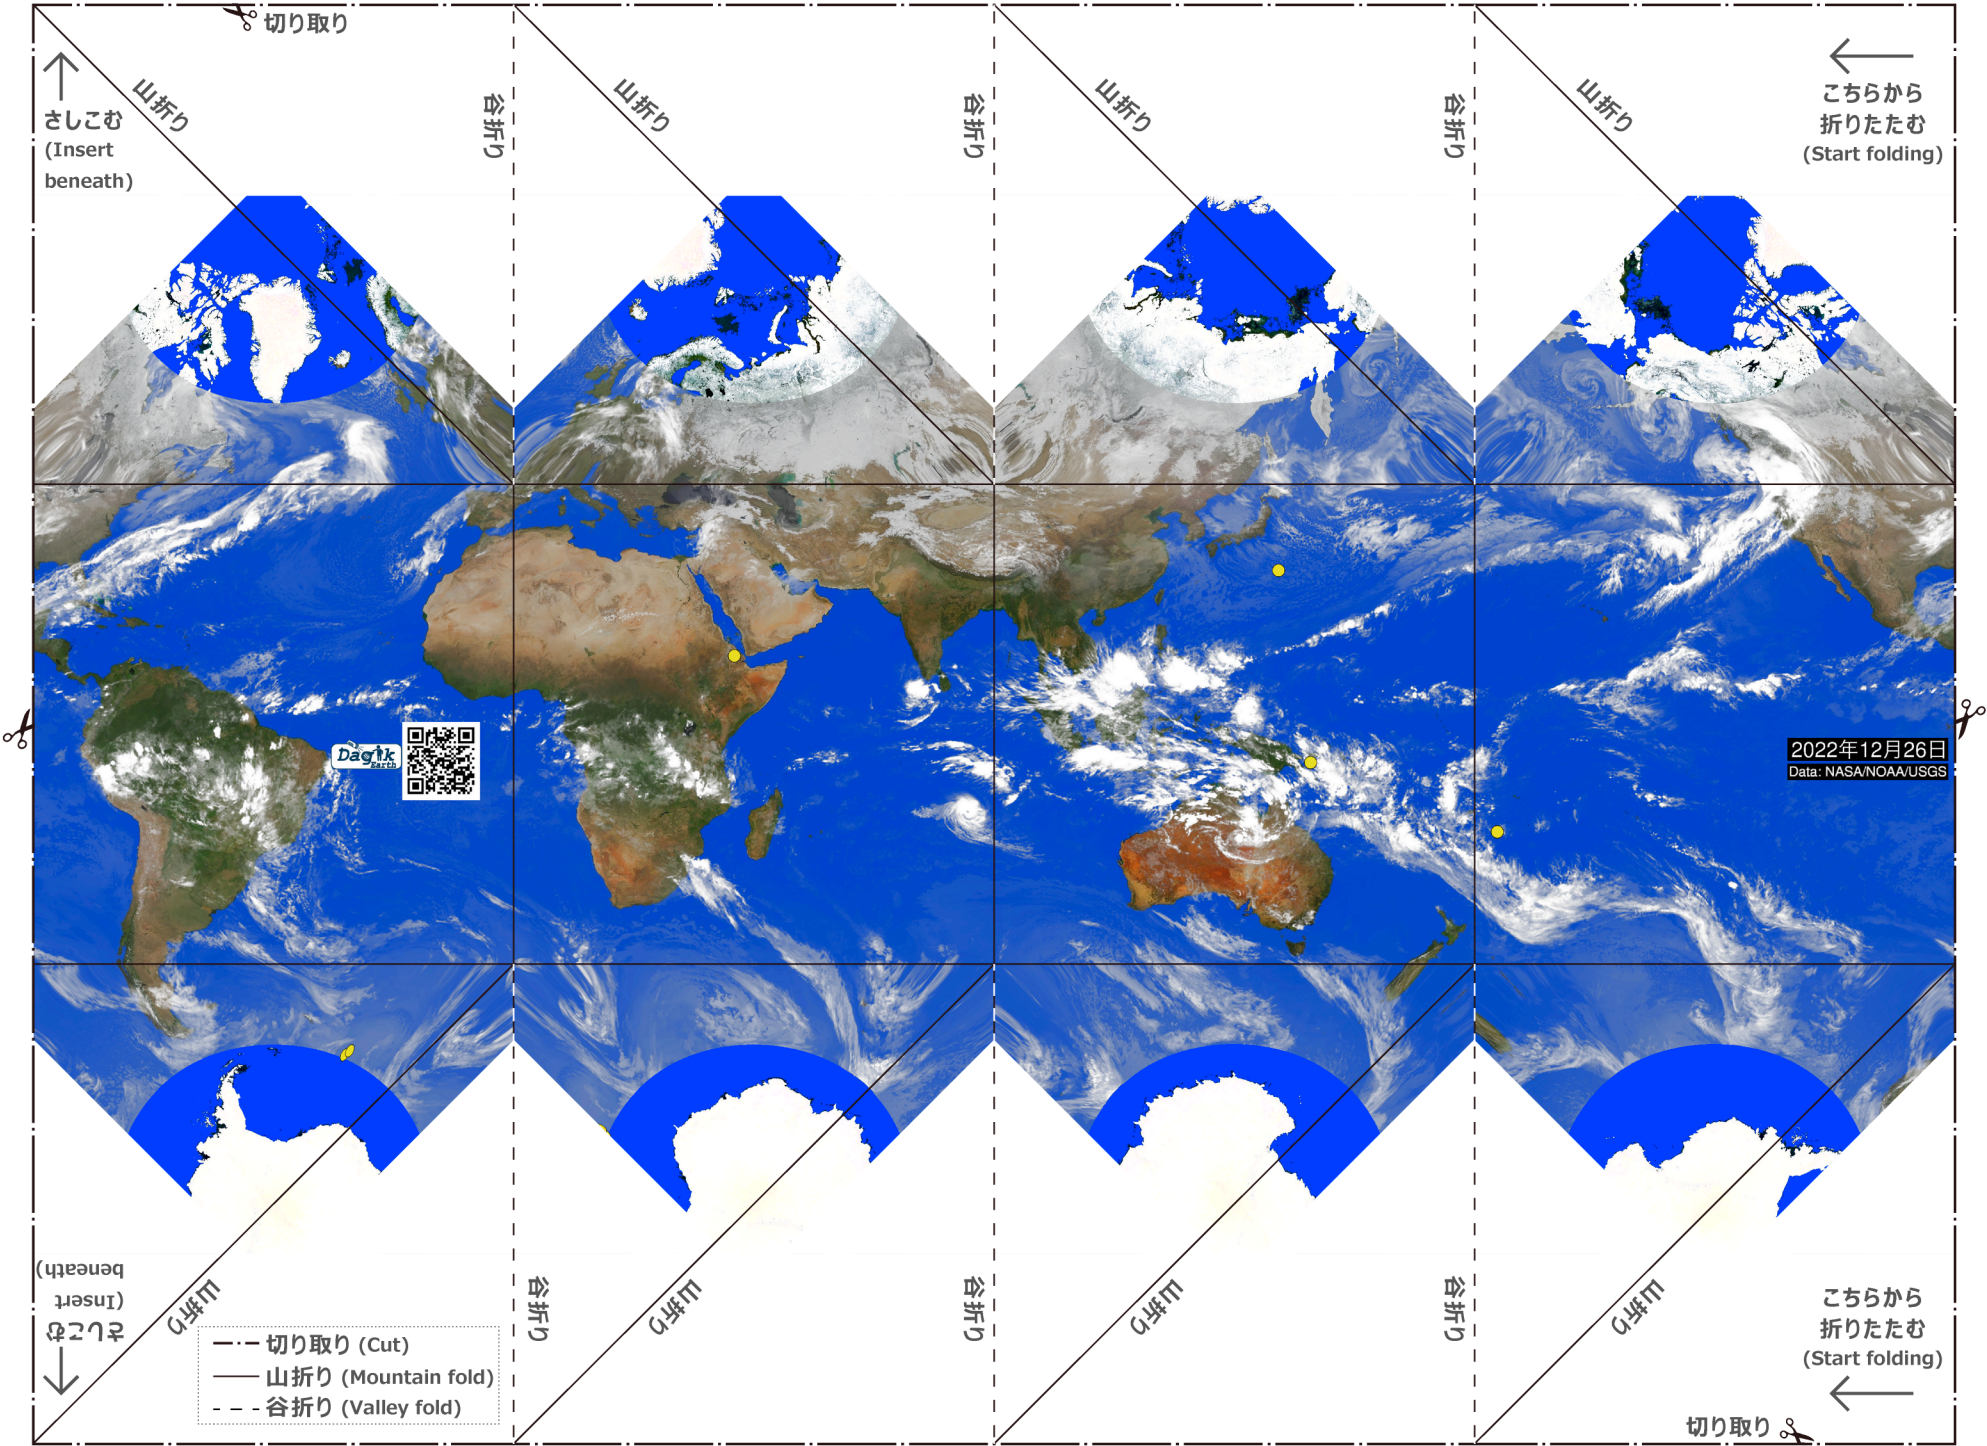 切り取り
さしこむ
(Insert
beneath)
山折り
谷折り
山折り
谷折り
山折り
谷折り
山折り
こちらから
折りたたむ
(Start folding)
Dagik
Earth
2022年12月26日
Data: NASA/NOAA/USGS
さしこむ
(Insert
beneath)
山折り
谷折り
山折り
谷折り
山折り
谷折り
山折り
こちらから
折りたたむ
(Start folding)
切り取り (Cut)
山折り (Mountain fold)
谷折り (Valley fold)
切り取り